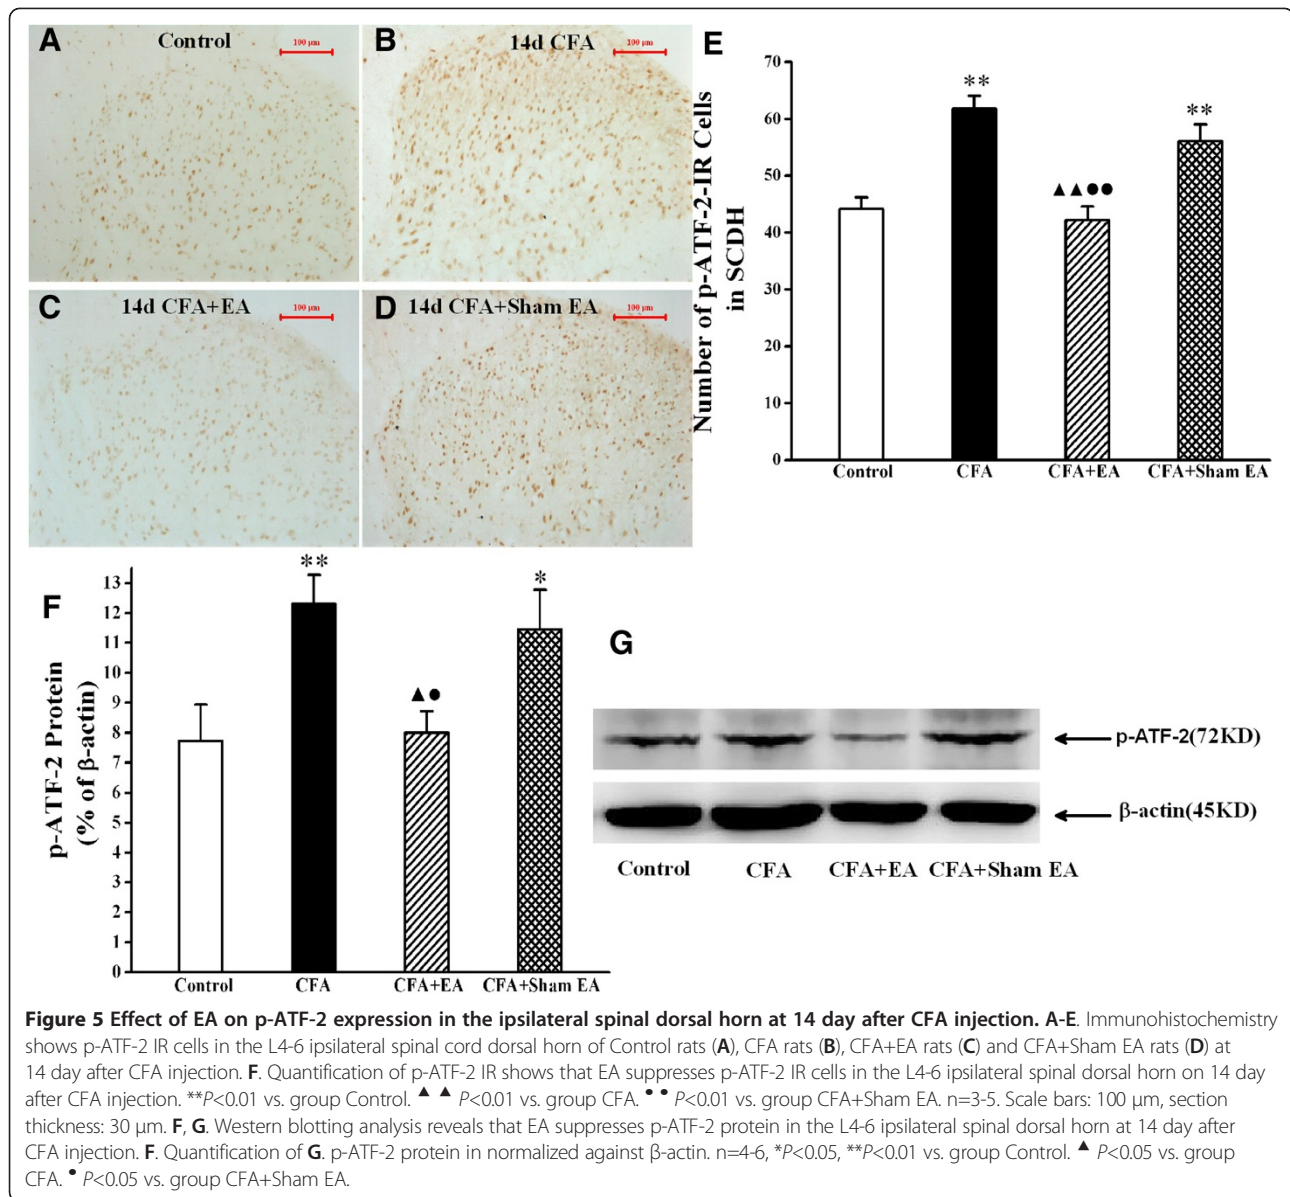 A
Control
100 µm
B
14d CFA
100 µm
C
14d CFA+EA
100 µm
D
14d CFA+Sham EA
100 µm
E
Number of p-ATF-2-IR Cells
in SCDH
70
60
50
40
30
20
10
0
**
▲▲●●
**
Control
CFA
CFA+EA
CFA+Sham EA
F
p-ATF-2 Protein
(% of β-actin)
13
12
11
10
9
8
7
6
5
4
3
2
1
0
**
▲●
*
Control
CFA
CFA+EA
CFA+Sham EA
G
p-ATF-2(72KD)
β-actin(45KD)
Control
CFA
CFA+EA
CFA+Sham EA
Figure 5 Effect of EA on p-ATF-2 expression in the ipsilateral spinal dorsal horn at 14 day after CFA injection. A-E. Immunohistochemistry
shows p-ATF-2 IR cells in the L4-6 ipsilateral spinal cord dorsal horn of Control rats (A), CFA rats (B), CFA+EA rats (C) and CFA+Sham EA rats (D) at
14 day after CFA injection. F. Quantification of p-ATF-2 IR shows that EA suppresses p-ATF-2 IR cells in the L4-6 ipsilateral spinal dorsal horn on 14 day
after CFA injection. **P<0.01 vs. group Control. ▲ ▲ P<0.01 vs. group CFA. • • P<0.01 vs. group CFA+Sham EA. n=3-5. Scale bars: 100 μm, section
thickness: 30 μm. F, G. Western blotting analysis reveals that EA suppresses p-ATF-2 protein in the L4-6 ipsilateral spinal dorsal horn at 14 day after
CFA injection. F. Quantification of G. p-ATF-2 protein in normalized against β-actin. n=4-6, *P<0.05, **P<0.01 vs. group Control. ▲ P<0.05 vs. group
CFA. • P<0.05 vs. group CFA+Sham EA.